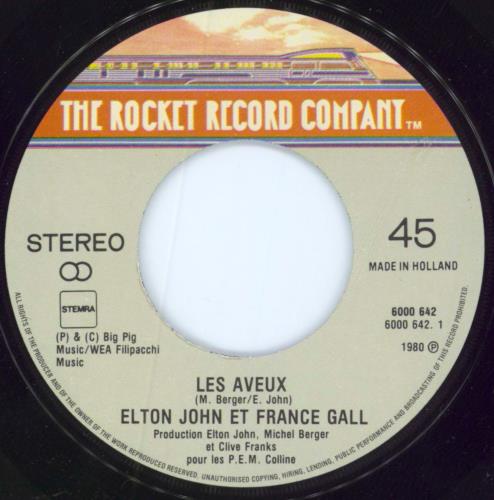 THE ROCKET RECORD COMPANY TM
STEREO
45
MADE IN HOLLAND
STEMRA
6000 642
6000 642. 1
1980 P
(P) & (C) Big Pig
Music/WEA Filipacchi
Music
LES AVEUX
(M. Berger/E. John)
ELTON JOHN ET FRANCE GALL
Production Elton John, Michel Berger
et Clive Franks
pour les P.E.M. Colline
ALL RIGHTS OF THE PRODUCER AND OF THE OWNER OF THE WORK REPRODUCED RESERVED. UNAUTHORISED COPYING, HIRING, LENDING, PUBLIC PERFORMANCE AND BROADCASTING OF THIS RECORD PROHIBITED.